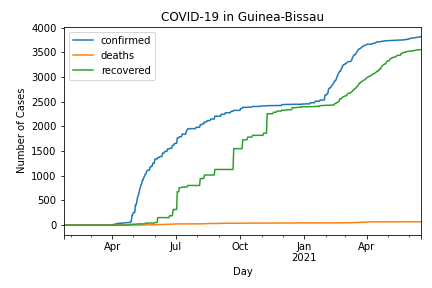 COVID-19 in Guinea-Bissau
confirmed
deaths
recovered
4000
3500
3000
2500
2000
1500
1000
500
0
Number of Cases
Apr
Jul
Oct
Jan
2021
Apr
Day